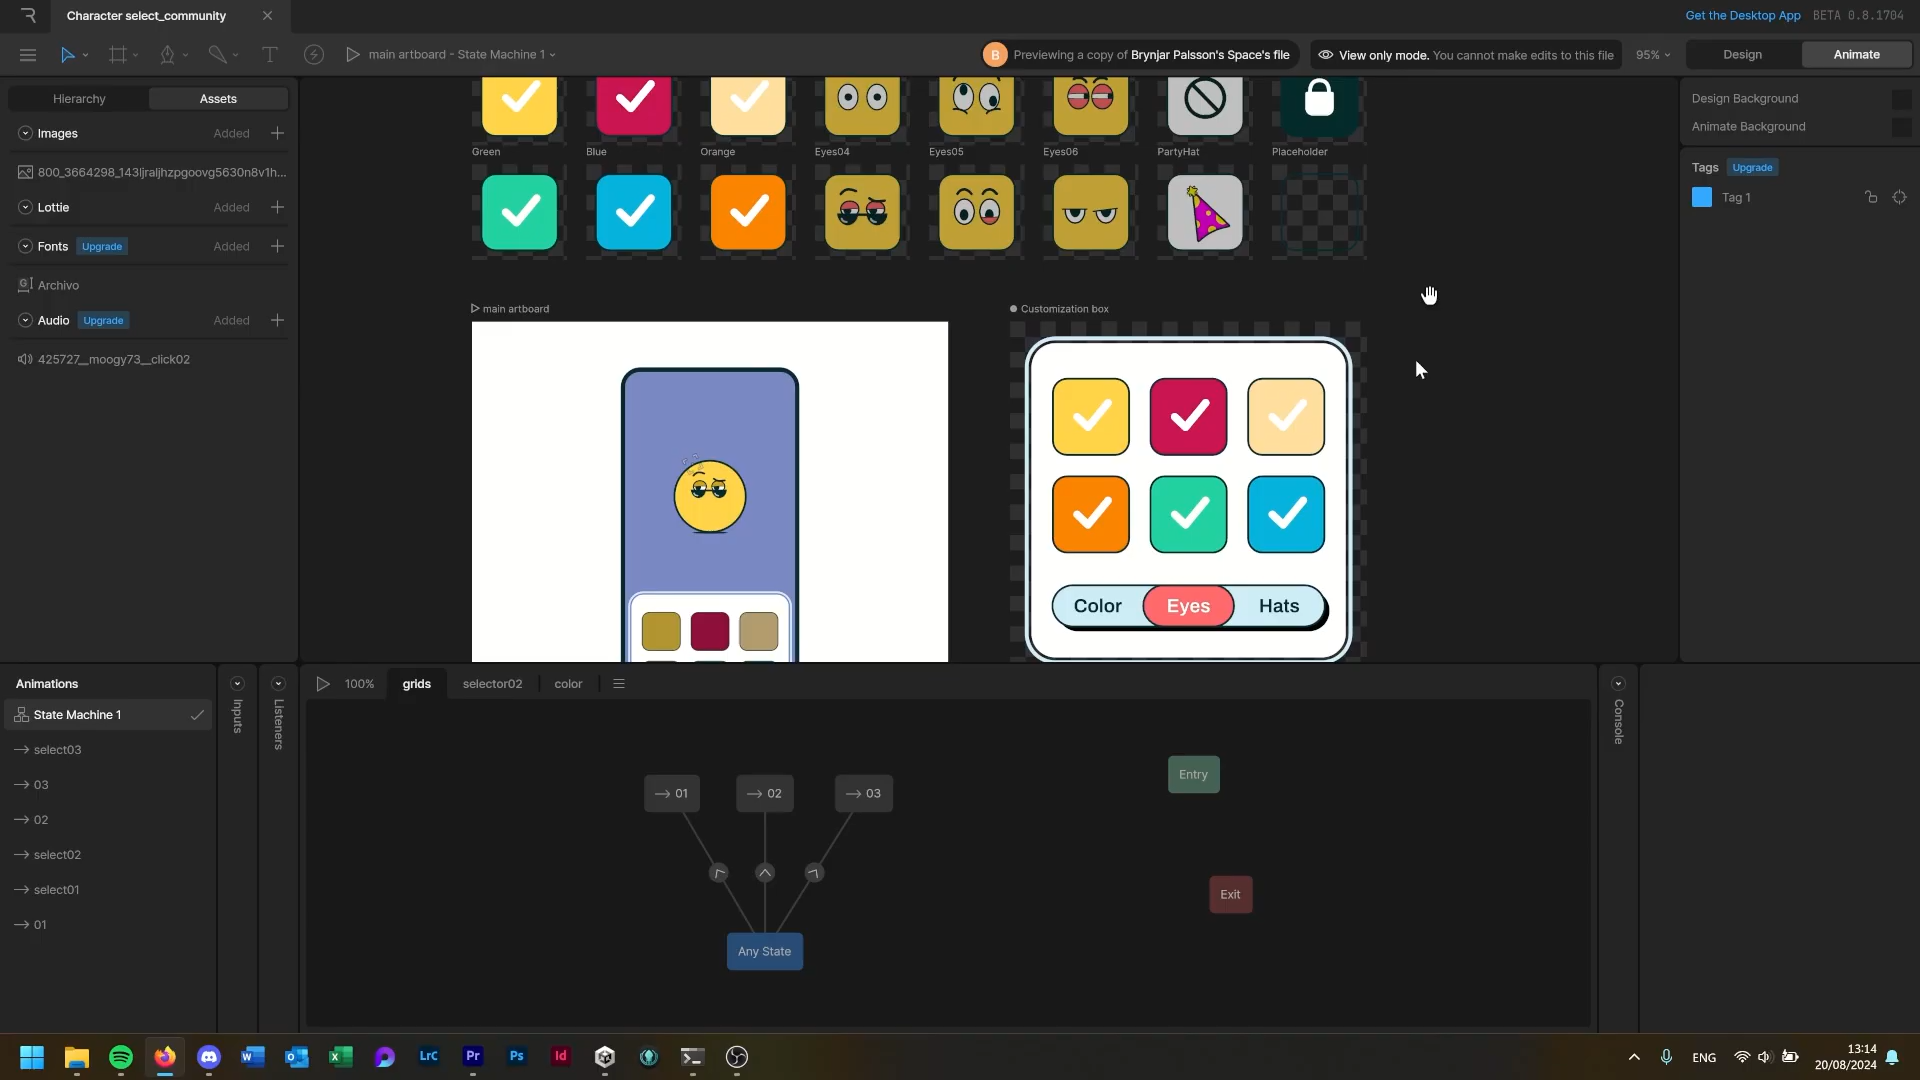 Character select_community
Get the Desktop App
BETA 0.8.1704
main artboard - State Machine 1
B
Previewing a copy of Brynjar Palsson's Space's file
View only mode. You cannot make edits to this file
95%
Design
Animate
Hierarchy
Assets
Images
Added
800_3664298_143ljraljhzpgoovg5630n8v1h...
Lottie
Added
Fonts
Upgrade
Added
Archivo
Audio
Upgrade
Added
425727__moogy73__click02
Green
Blue
Orange
Eyes04
Eyes05
Eyes06
PartyHat
Placeholder
main artboard
Customization box
Color
Eyes
Hats
Design Background
Animate Background
Tags
Upgrade
Tag 1
Animations
State Machine 1
select03
03
02
select02
select01
01
Inputs
Listeners
100%
grids
selector02
color
01
02
03
Any State
Entry
Exit
Console
LrC
Pr
Ps
Id
ENG
13:14
20/08/2024